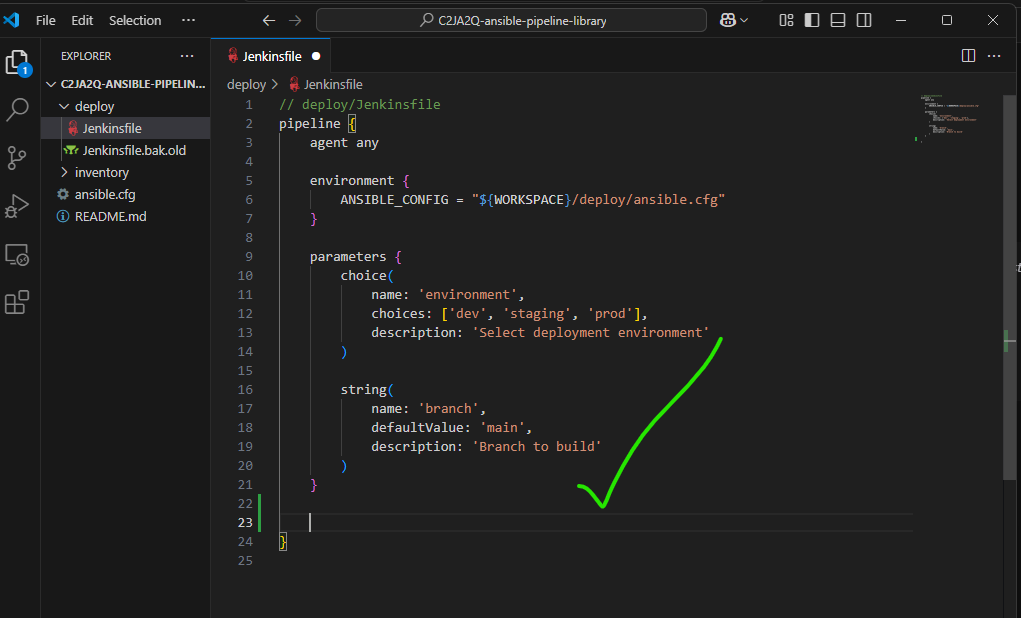 File Edit Selection ··· C2JA2Q-ansible-pipeline-library
EXPLORER ···
1
C2JA2Q-ANSIBLE-PIPELIN...
deploy
Jenkinsfile
Jenkinsfile.bak.old
inventory
ansible.cfg
README.md
Jenkinsfile
deploy > Jenkinsfile
1 // deploy/Jenkinsfile
2 pipeline {
3     agent any
4
5     environment {
6         ANSIBLE_CONFIG = "${WORKSPACE}/deploy/ansible.cfg"
7     }
8
9     parameters {
10         choice(
11             name: 'environment',
12             choices: ['dev', 'staging', 'prod'],
13             description: 'Select deployment environment'
14         )
15
16         string(
17             name: 'branch',
18             defaultValue: 'main',
19             description: 'Branch to build'
20         )
21     }
22
23
24 }
25